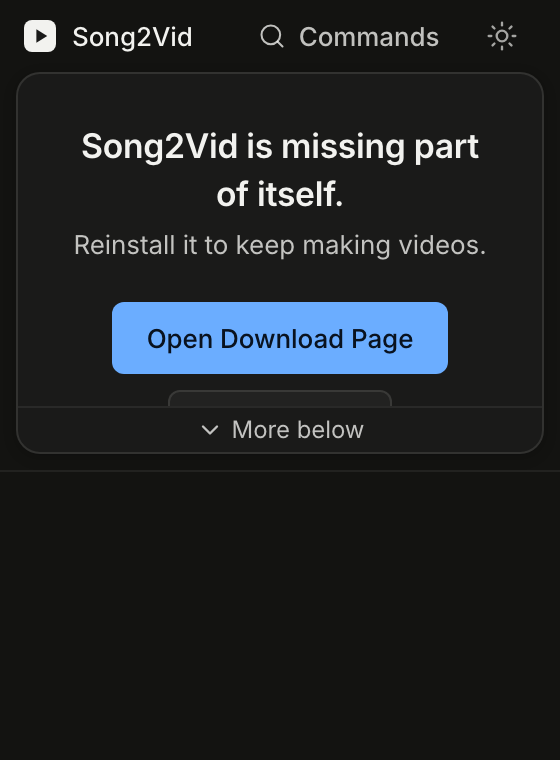 Song2Vid
Commands
Song2Vid is missing part
of itself.
Reinstall it to keep making videos.
Open Download Page
More below